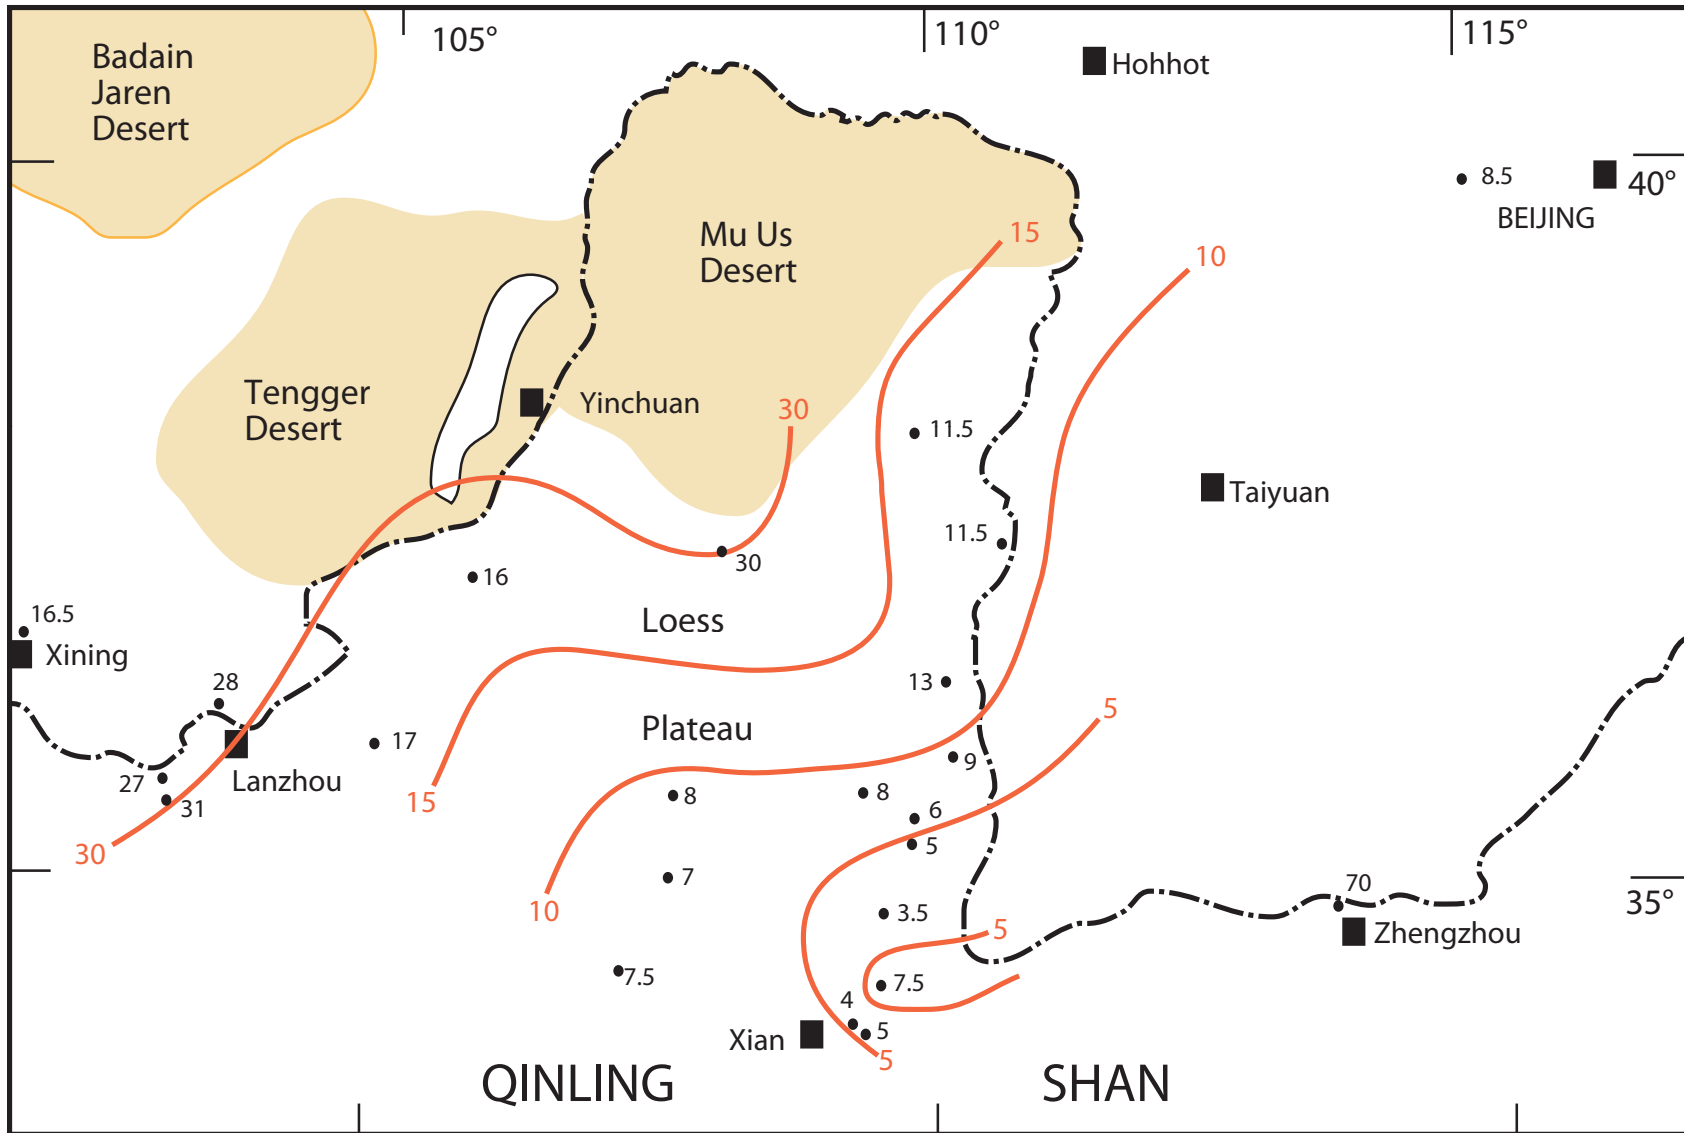 105°
110°
115°
Badain
Jaren
Desert
Hohhot
8.5
40°
BEIJING
Mu Us
Desert
15
10
Tengger
Desert
Yinchuan
30
11.5
Taiyuan
11.5
30
16
16.5
Loess
Xining
28
13
5
17
Plateau
27
Lanzhou
9
31
15
8
8
6
30
5
7
70
10
3.5
35°
5
Zhengzhou
7.5
7.5
4
5
Xian
5
QINLING
SHAN